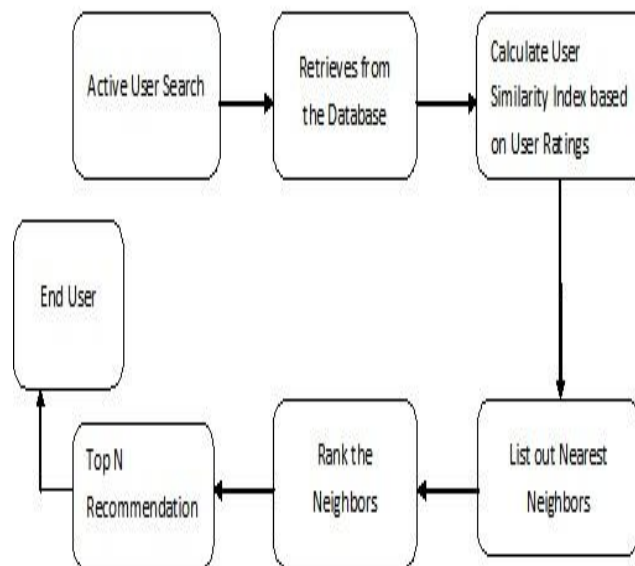 Active User Search
Retrieves from
the Database
Calculate User
Similarity Index based
on User Ratings
End User
Top N
Recommendation
Rank the
Neighbors
List out Nearest
Neighbors